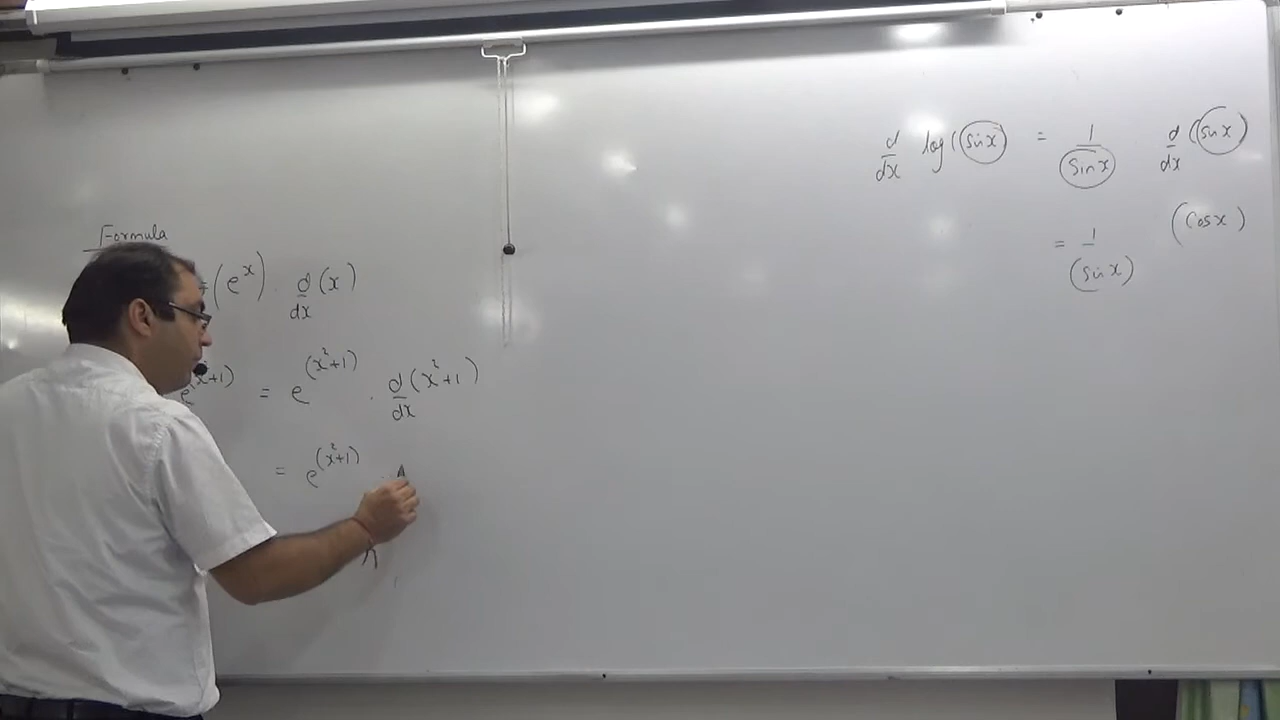 Formula
= (e^x) . d/dx (x)
e^(x²+1) = e^(x²+1) . d/dx (x²+1)
= e^(x²+1) .
d/dx log(sin x) = 1/sin x d/dx (sin x)
= 1/(sin x) (cos x)